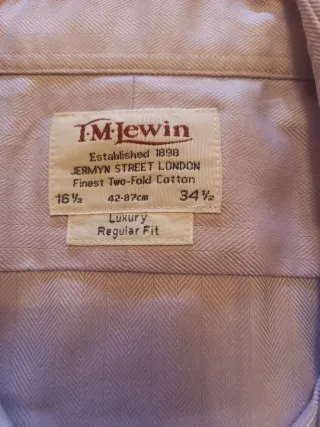 T·M·Lewin
Established 1898
JERMYN STREET LONDON
Finest Two-Fold Cotton
16½ 42-87cm 34½
Luxury
Regular Fit